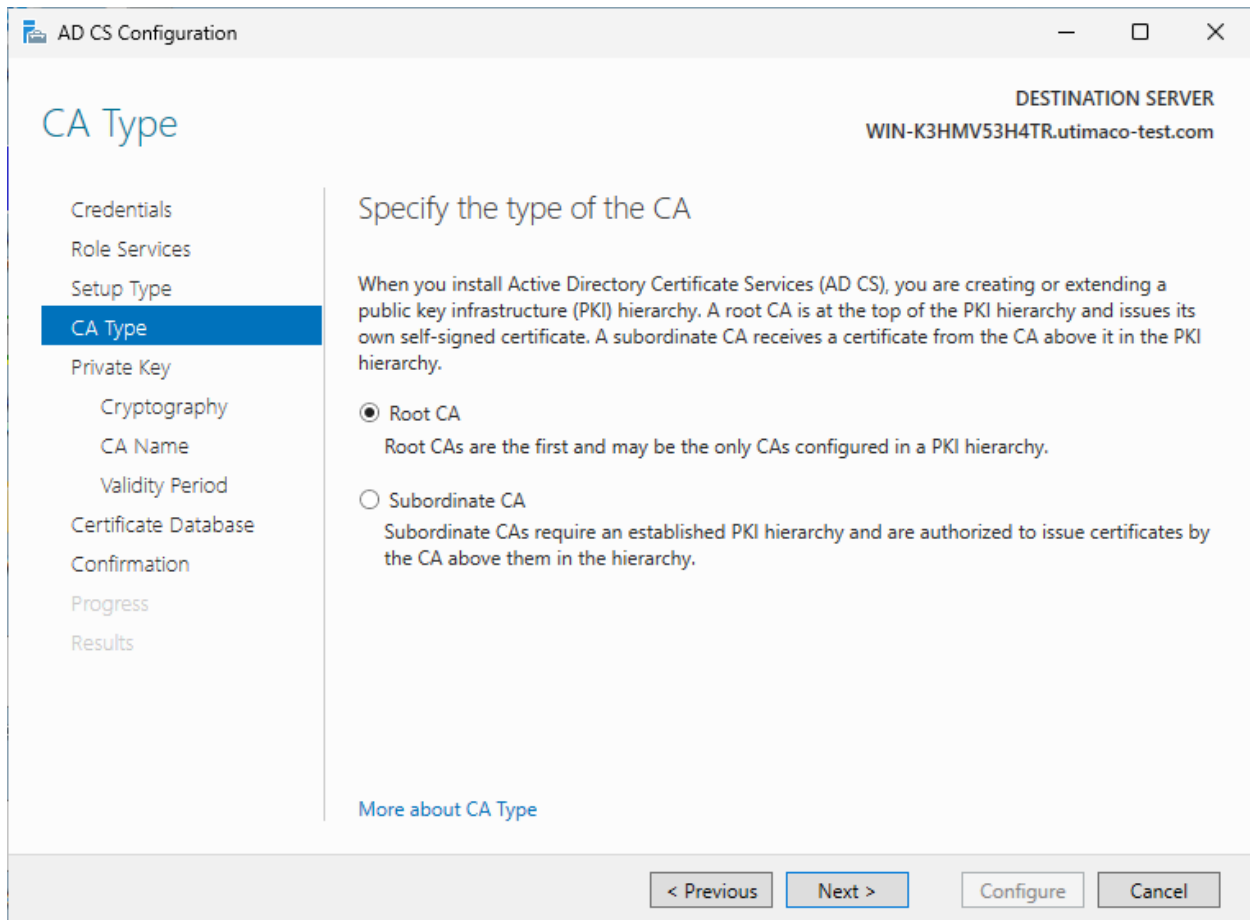 AD CS Configuration
CA Type
DESTINATION SERVER
WIN-K3HMV53H4TR.utimaco-test.com
Credentials
Role Services
Setup Type
CA Type
Private Key
Cryptography
CA Name
Validity Period
Certificate Database
Confirmation
Progress
Results
Specify the type of the CA
When you install Active Directory Certificate Services (AD CS), you are creating or extending a
public key infrastructure (PKI) hierarchy. A root CA is at the top of the PKI hierarchy and issues its
own self-signed certificate. A subordinate CA receives a certificate from the CA above it in the PKI
hierarchy.
Root CA
Root CAs are the first and may be the only CAs configured in a PKI hierarchy.
Subordinate CA
Subordinate CAs require an established PKI hierarchy and are authorized to issue certificates by
the CA above them in the hierarchy.
More about CA Type
< Previous
Next >
Configure
Cancel